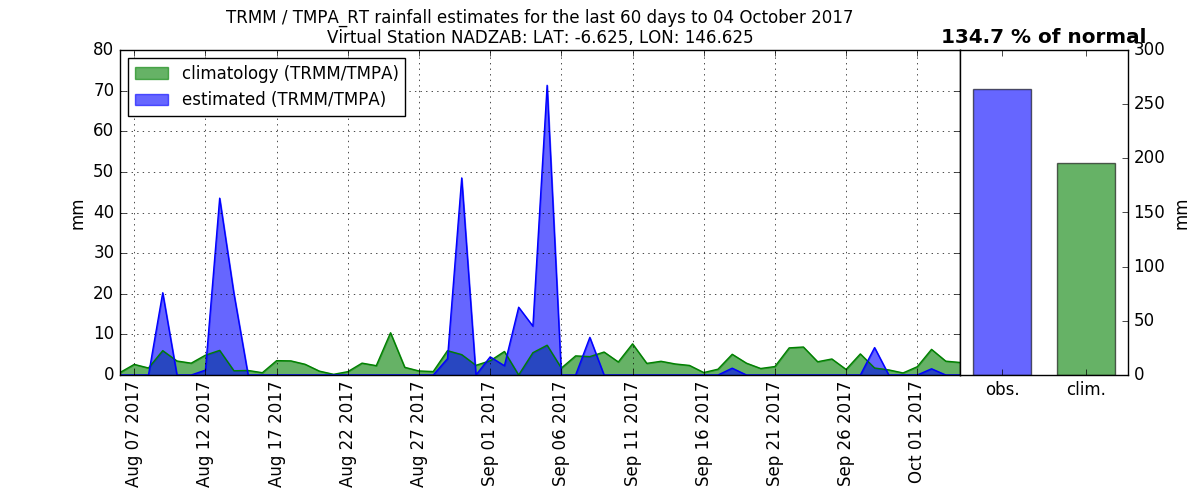 TRMM / TMPA_RT rainfall estimates for the last 60 days to 04 October 2017
Virtual Station NADZAB: LAT: -6.625, LON: 146.625
134.7 % of normal
climatology (TRMM/TMPA)
estimated (TRMM/TMPA)
mm
80
70
60
50
40
30
20
10
0
Aug 07 2017
Aug 12 2017
Aug 17 2017
Aug 22 2017
Aug 27 2017
Sep 01 2017
Sep 06 2017
Sep 11 2017
Sep 16 2017
Sep 21 2017
Sep 26 2017
Oct 01 2017
300
250
200
150
100
50
0
mm
obs.
clim.